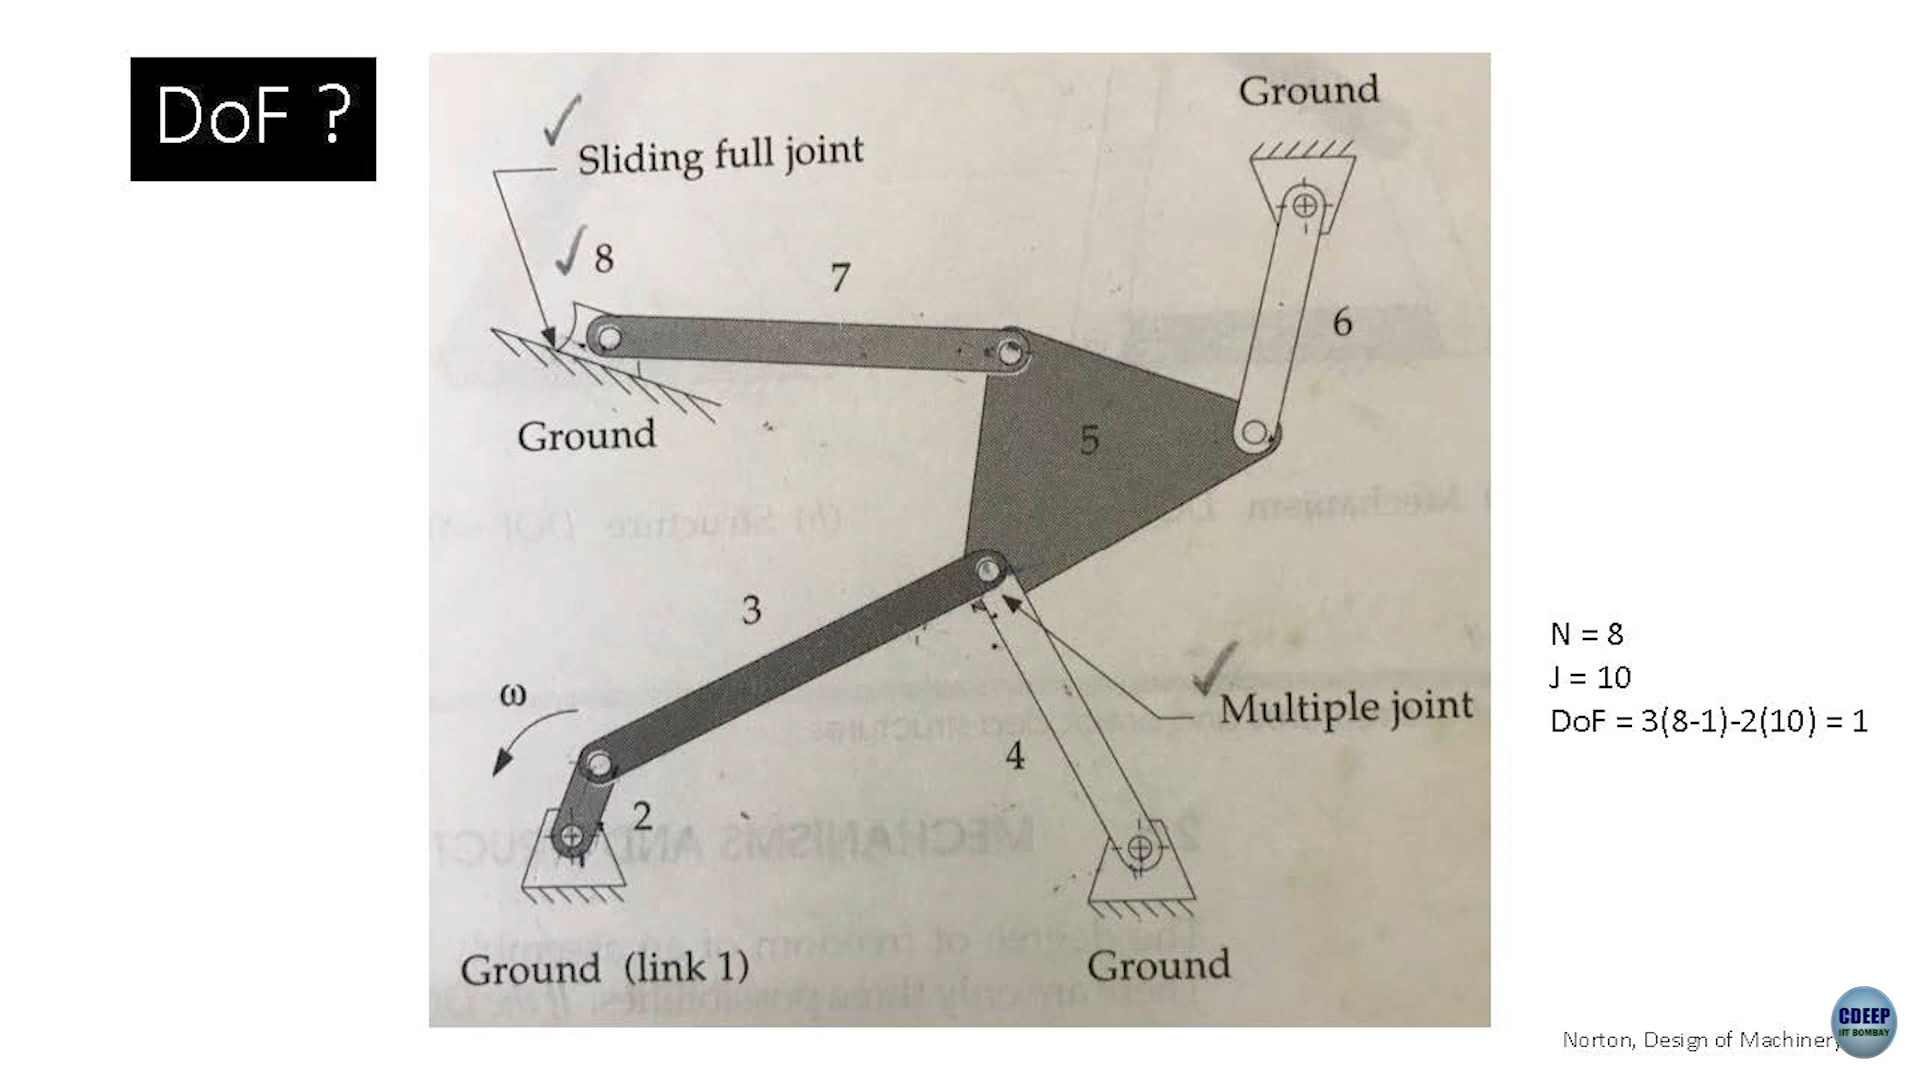 DoF ?
Ground
Sliding full joint
8
7
6
Ground
5
3
ω
Multiple joint
4
2
Ground (link 1)
Ground
N = 8
J = 10
DoF = 3(8-1)-2(10) = 1
Norton, Design of Machinery
CDEEP
IIT BOMBAY